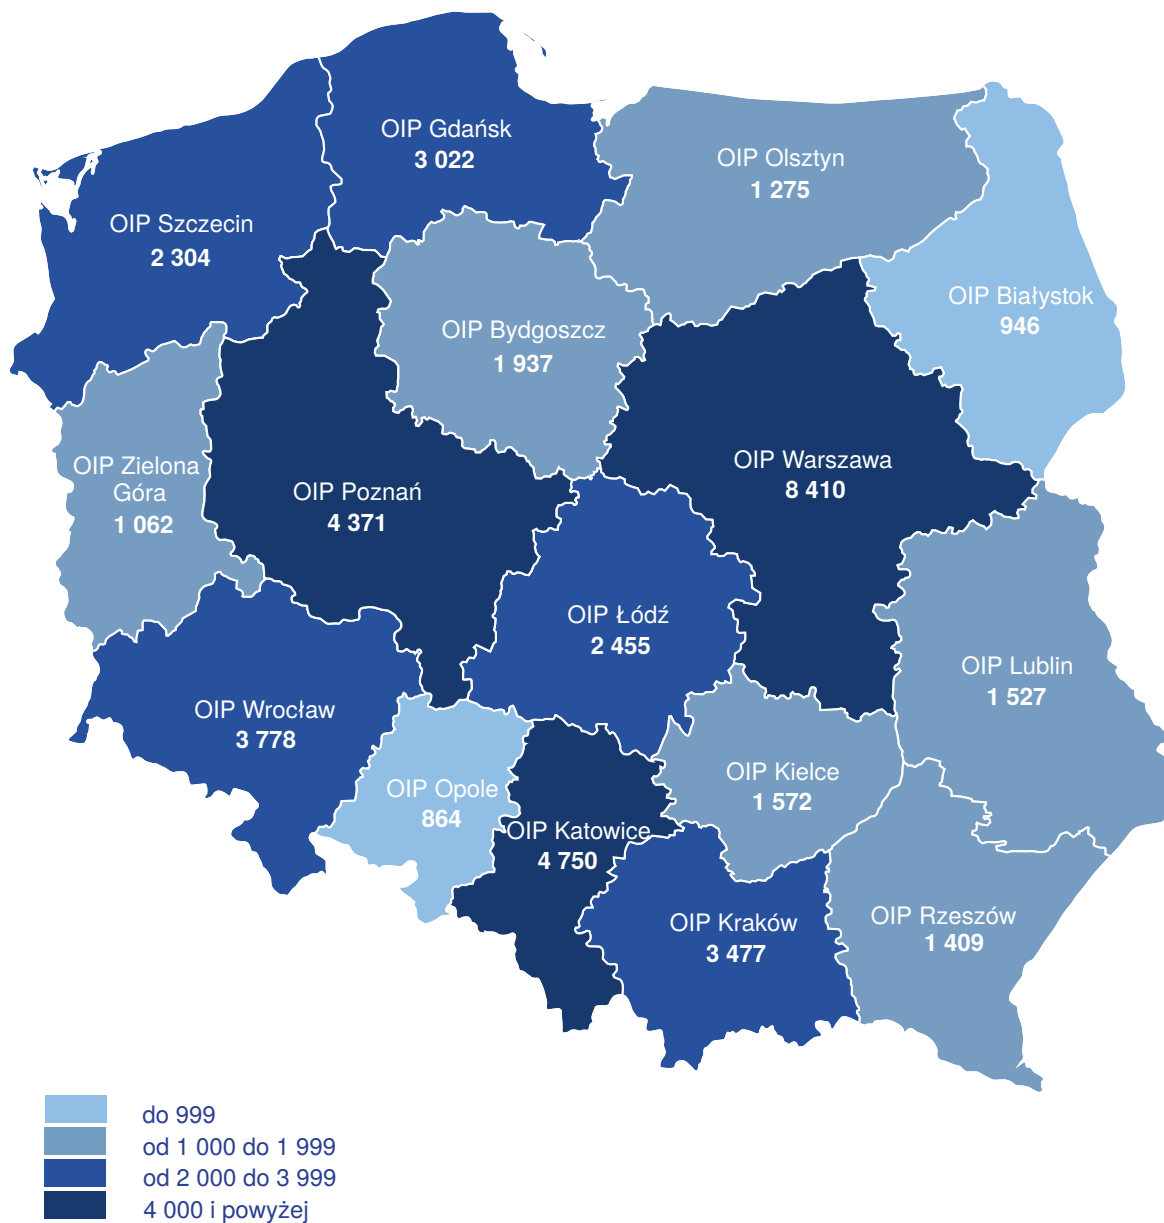 OIP Gdańsk
3 022
OIP Olsztyn
1 275
OIP Szczecin
2 304
OIP Białystok
946
OIP Bydgoszcz
1 937
OIP Zielona
Góra
1 062
OIP Poznań
4 371
OIP Warszawa
8 410
OIP Łódź
2 455
OIP Lublin
1 527
OIP Wrocław
3 778
OIP Opole
864
OIP Kielce
1 572
OIP Katowice
4 750
OIP Kraków
3 477
OIP Rzeszów
1 409
do 999
od 1 000 do 1 999
od 2 000 do 3 999
4 000 i powyżej